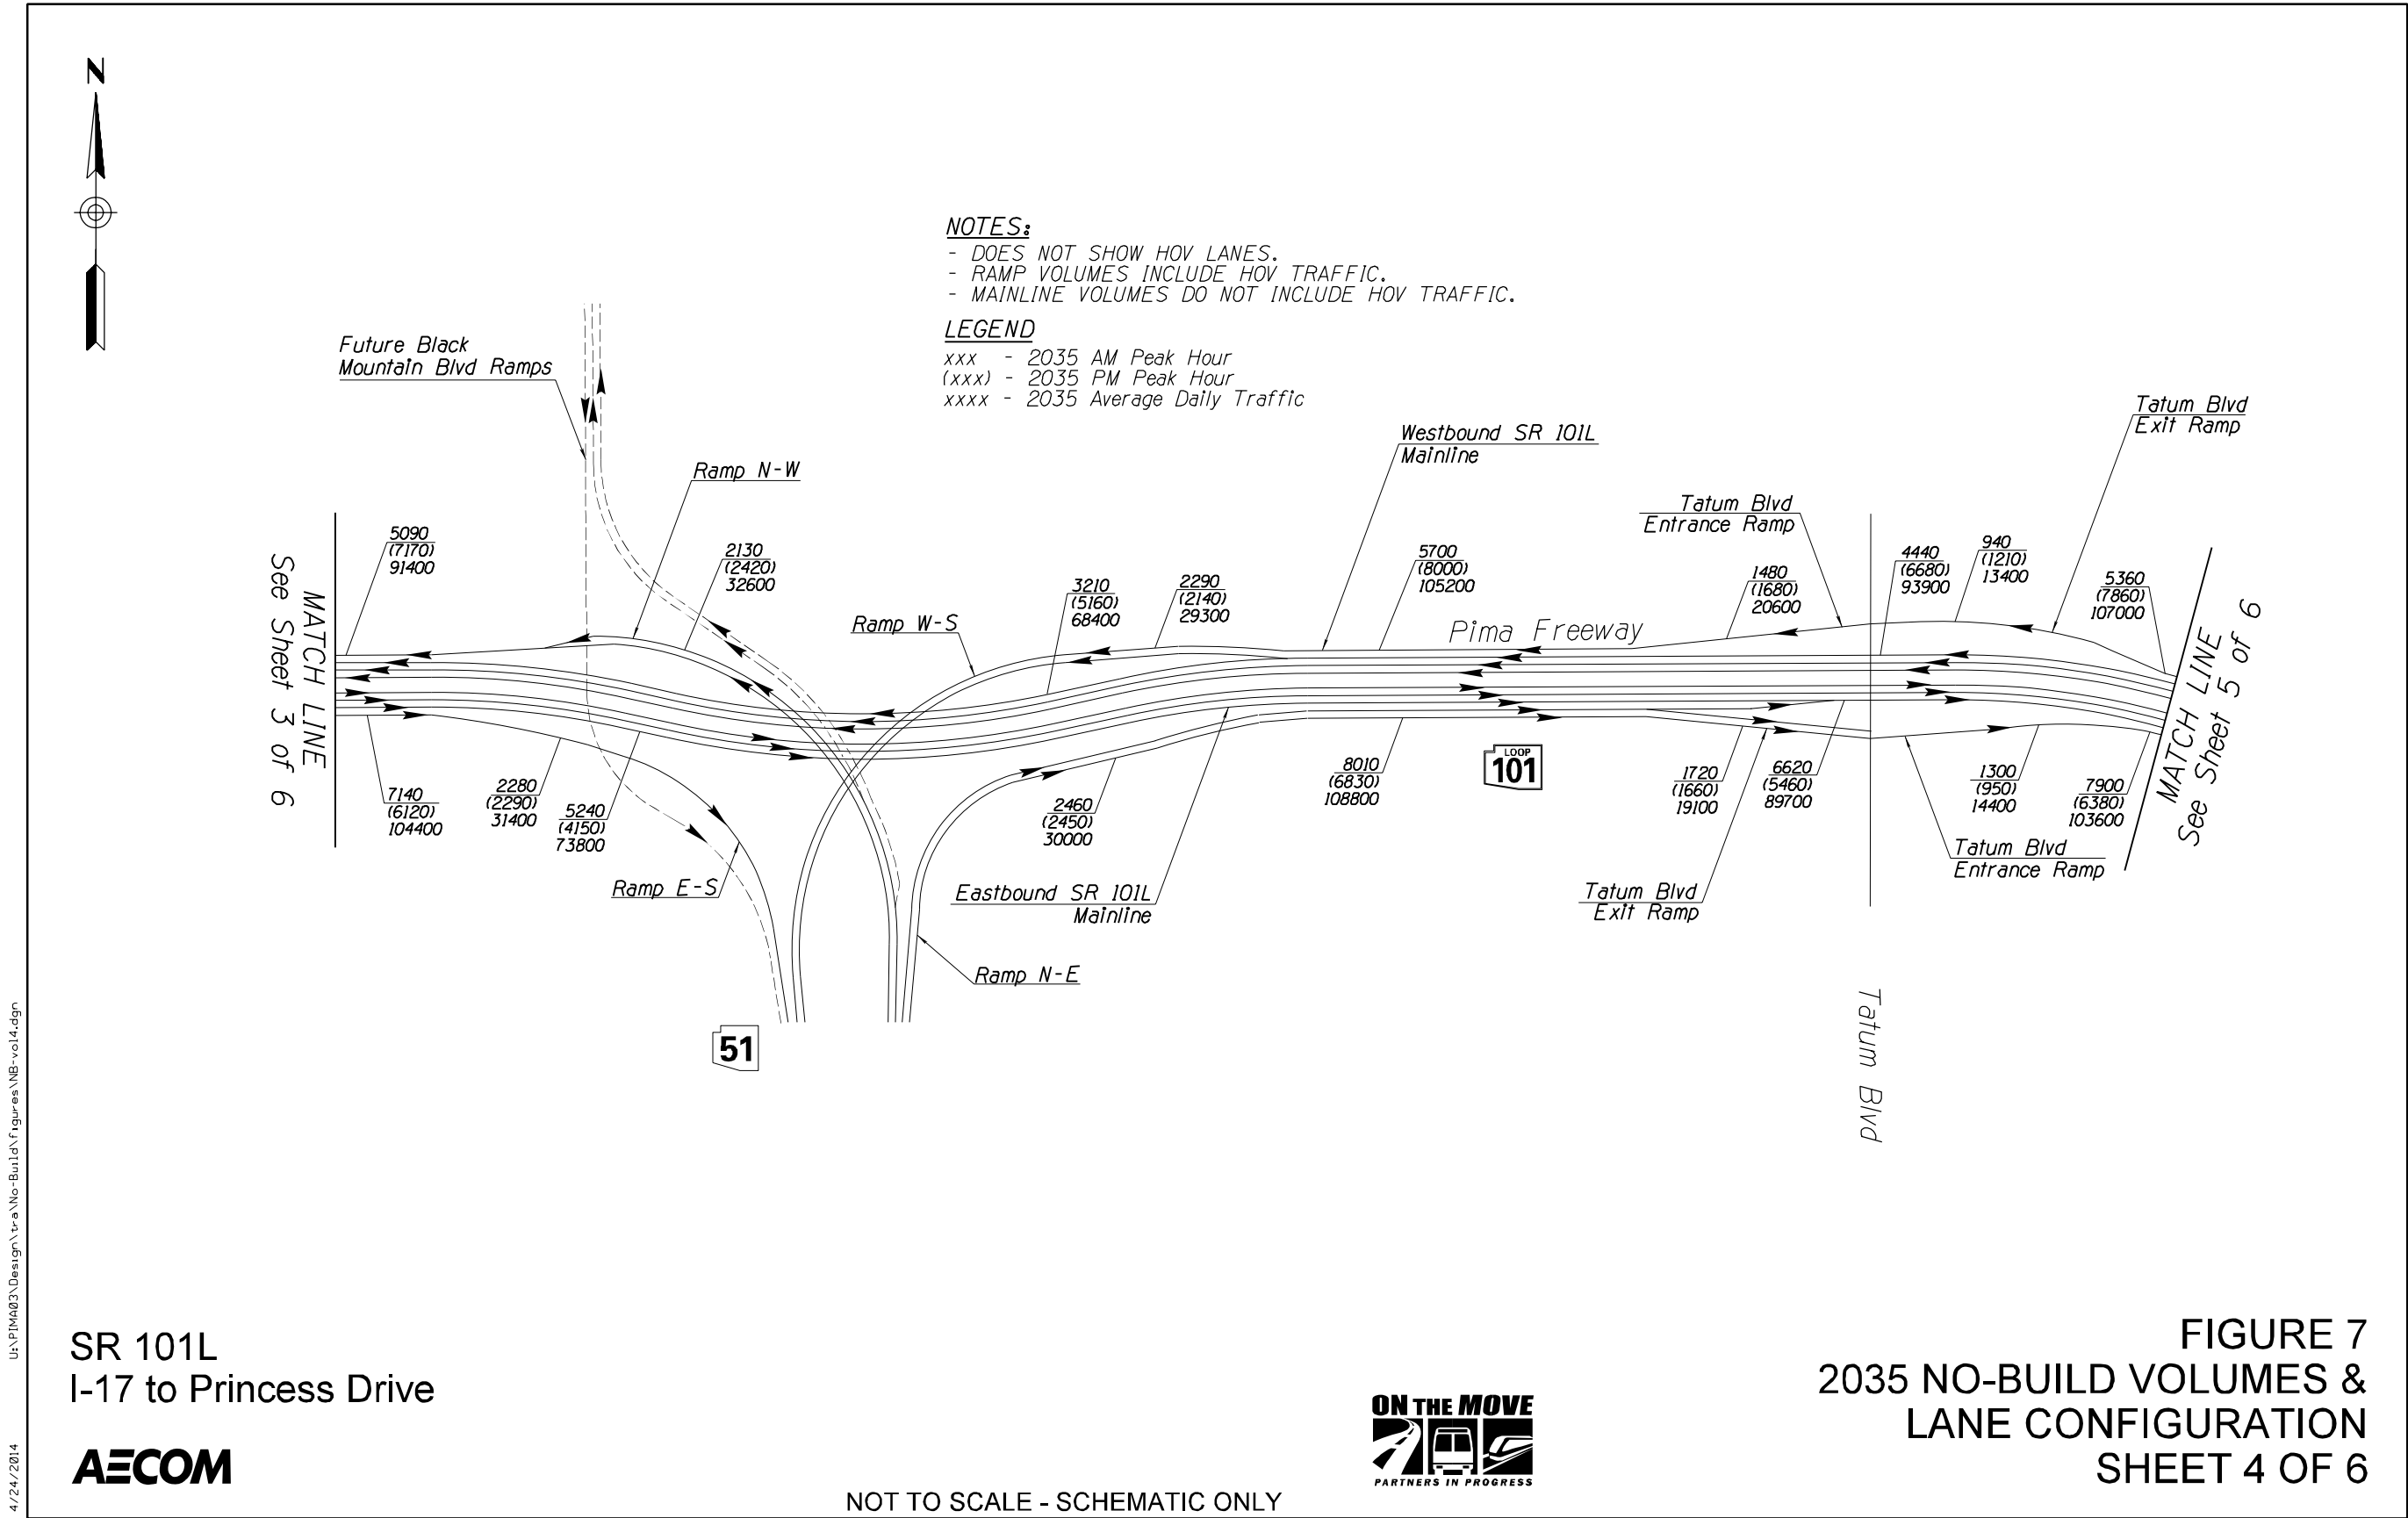 N
NOTES:
- DOES NOT SHOW HOV LANES.
- RAMP VOLUMES INCLUDE HOV TRAFFIC.
- MAINLINE VOLUMES DO NOT INCLUDE HOV TRAFFIC.
LEGEND
xxx - 2035 AM Peak Hour
(xxx) - 2035 PM Peak Hour
xxxx - 2035 Average Daily Traffic
Future Black
Mountain Blvd Ramps
Ramp N-W
Westbound SR 101L
Mainline
Tatum Blvd
Exit Ramp
Tatum Blvd
Entrance Ramp
MATCH LINE
See Sheet 3 of 6
5090
(7170)
91400
2130
(2420)
32600
Ramp W-S
3210
(5160)
68400
2290
(2140)
29300
5700
(8000)
105200
Pima Freeway
1480
(1680)
20600
4440
(6680)
93900
940
(1210)
13400
5360
(7860)
107000
MATCH LINE
See Sheet 5 of 6
7140
(6120)
104400
2280
(2290)
31400
5240
(4150)
73800
Ramp E-S
2460
(2450)
30000
Eastbound SR 101L
Mainline
Ramp N-E
8010
(6830)
108800
LOOP
101
1720
(1660)
19100
6620
(5460)
89700
Tatum Blvd
Exit Ramp
1300
(950)
14400
7900
(6380)
103600
Tatum Blvd
Entrance Ramp
Tatum Blvd
51
U:\PIMA03\Design\tra\No-Build\figures\NB-vol4.dgn
4/24/2014
SR 101L
I-17 to Princess Drive
AECOM
ON THE MOVE
PARTNERS IN PROGRESS
NOT TO SCALE - SCHEMATIC ONLY
FIGURE 7
2035 NO-BUILD VOLUMES &
LANE CONFIGURATION
SHEET 4 OF 6